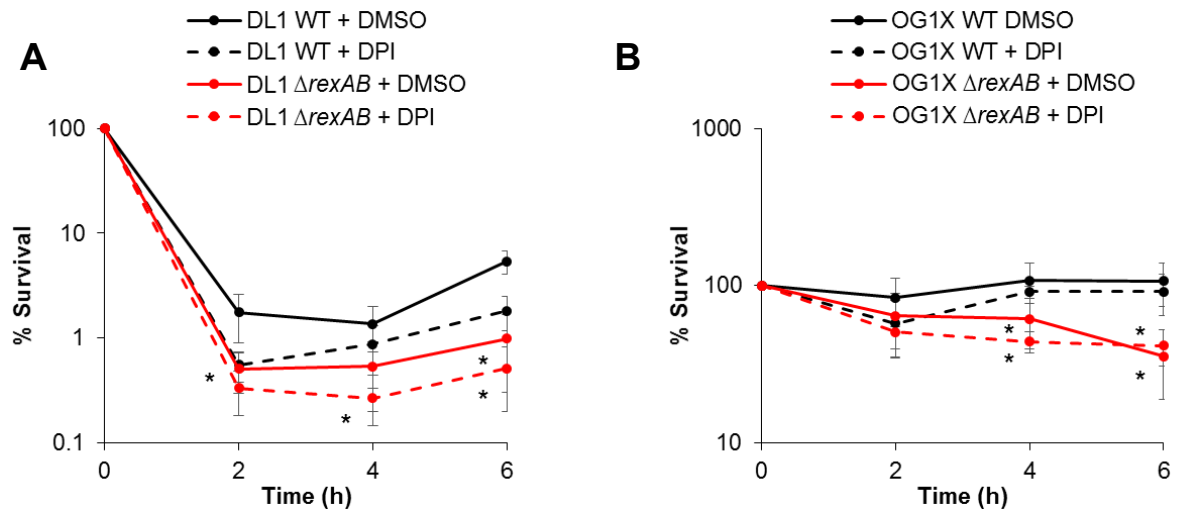 A
DL1 WT + DMSO
DL1 WT + DPI
DL1 ΔrexAB + DMSO
DL1 ΔrexAB + DPI
% Survival
100
10
1
0.1
*
*
*
*
0 2 4 6
Time (h)
B
OG1X WT DMSO
OG1X WT + DPI
OG1X ΔrexAB + DMSO
OG1X ΔrexAB + DPI
% Survival
1000
100
10
*
*
*
*
0 2 4 6
Time (h)